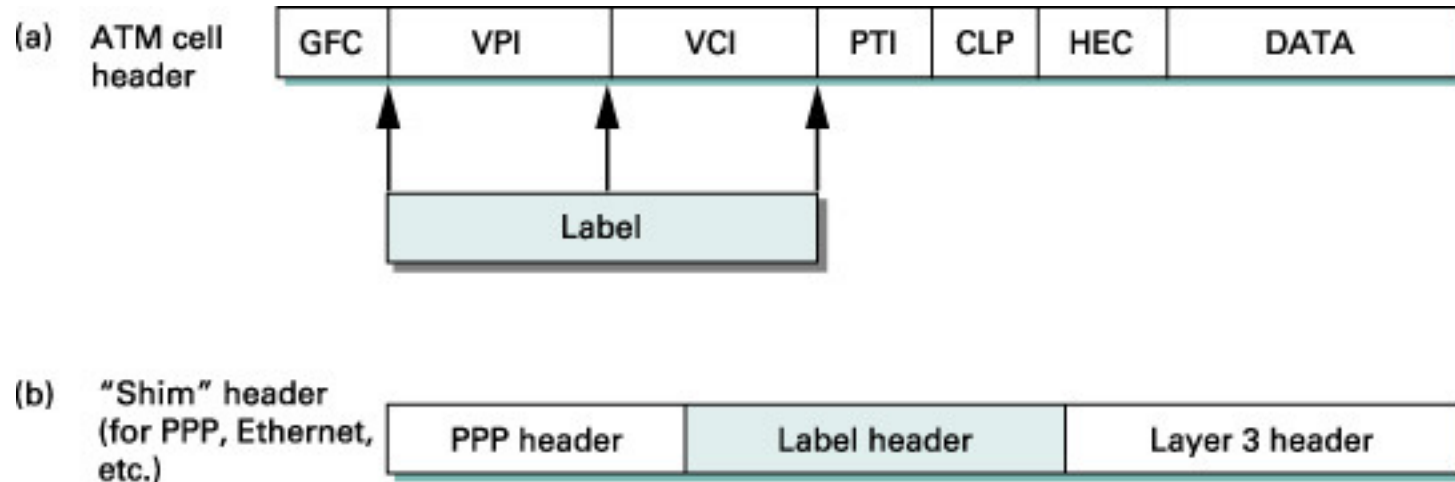 (a) ATM cell header
GFC VPI VCI PTI CLP HEC DATA
Label
(b) "Shim" header
(for PPP, Ethernet,
etc.)
PPP header Label header Layer 3 header